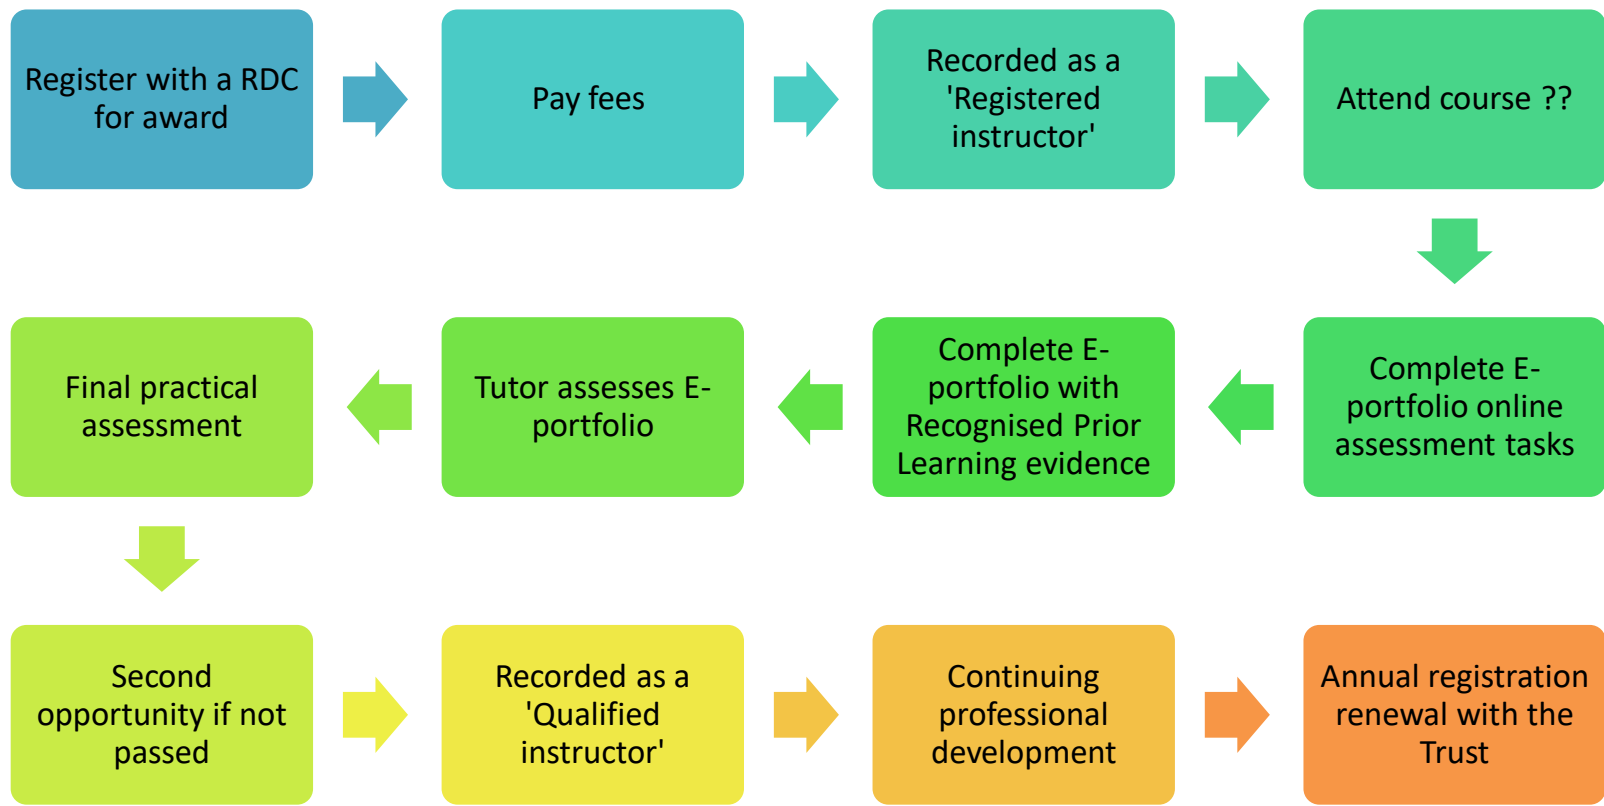 Register with a RDC
for award
Pay fees
Recorded as a
'Registered
instructor'
Attend course ??
Complete E-
portfolio online
assessment tasks
Complete E-
portfolio with
Recognised Prior
Learning evidence
Tutor assesses E-
portfolio
Final practical
assessment
Second
opportunity if not
passed
Recorded as a
'Qualified
instructor'
Continuing
professional
development
Annual registration
renewal with the
Trust